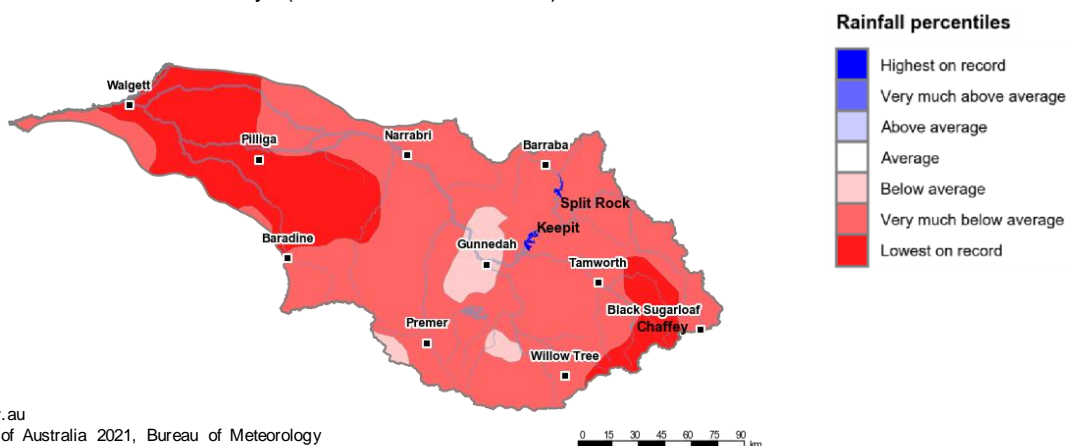 Rainfall percentiles
Highest on record
Very much above average
Above average
Average
Below average
Very much below average
Lowest on record
Walgett
Pilliga
Narrabri
Barraba
Split Rock
Keepit
Baradine
Gunnedah
Tamworth
Black Sugarloaf
Chaffey
Premer
Willow Tree
.au
of Australia 2021, Bureau of Meteorology
0 15 30 45 60 75 90
km